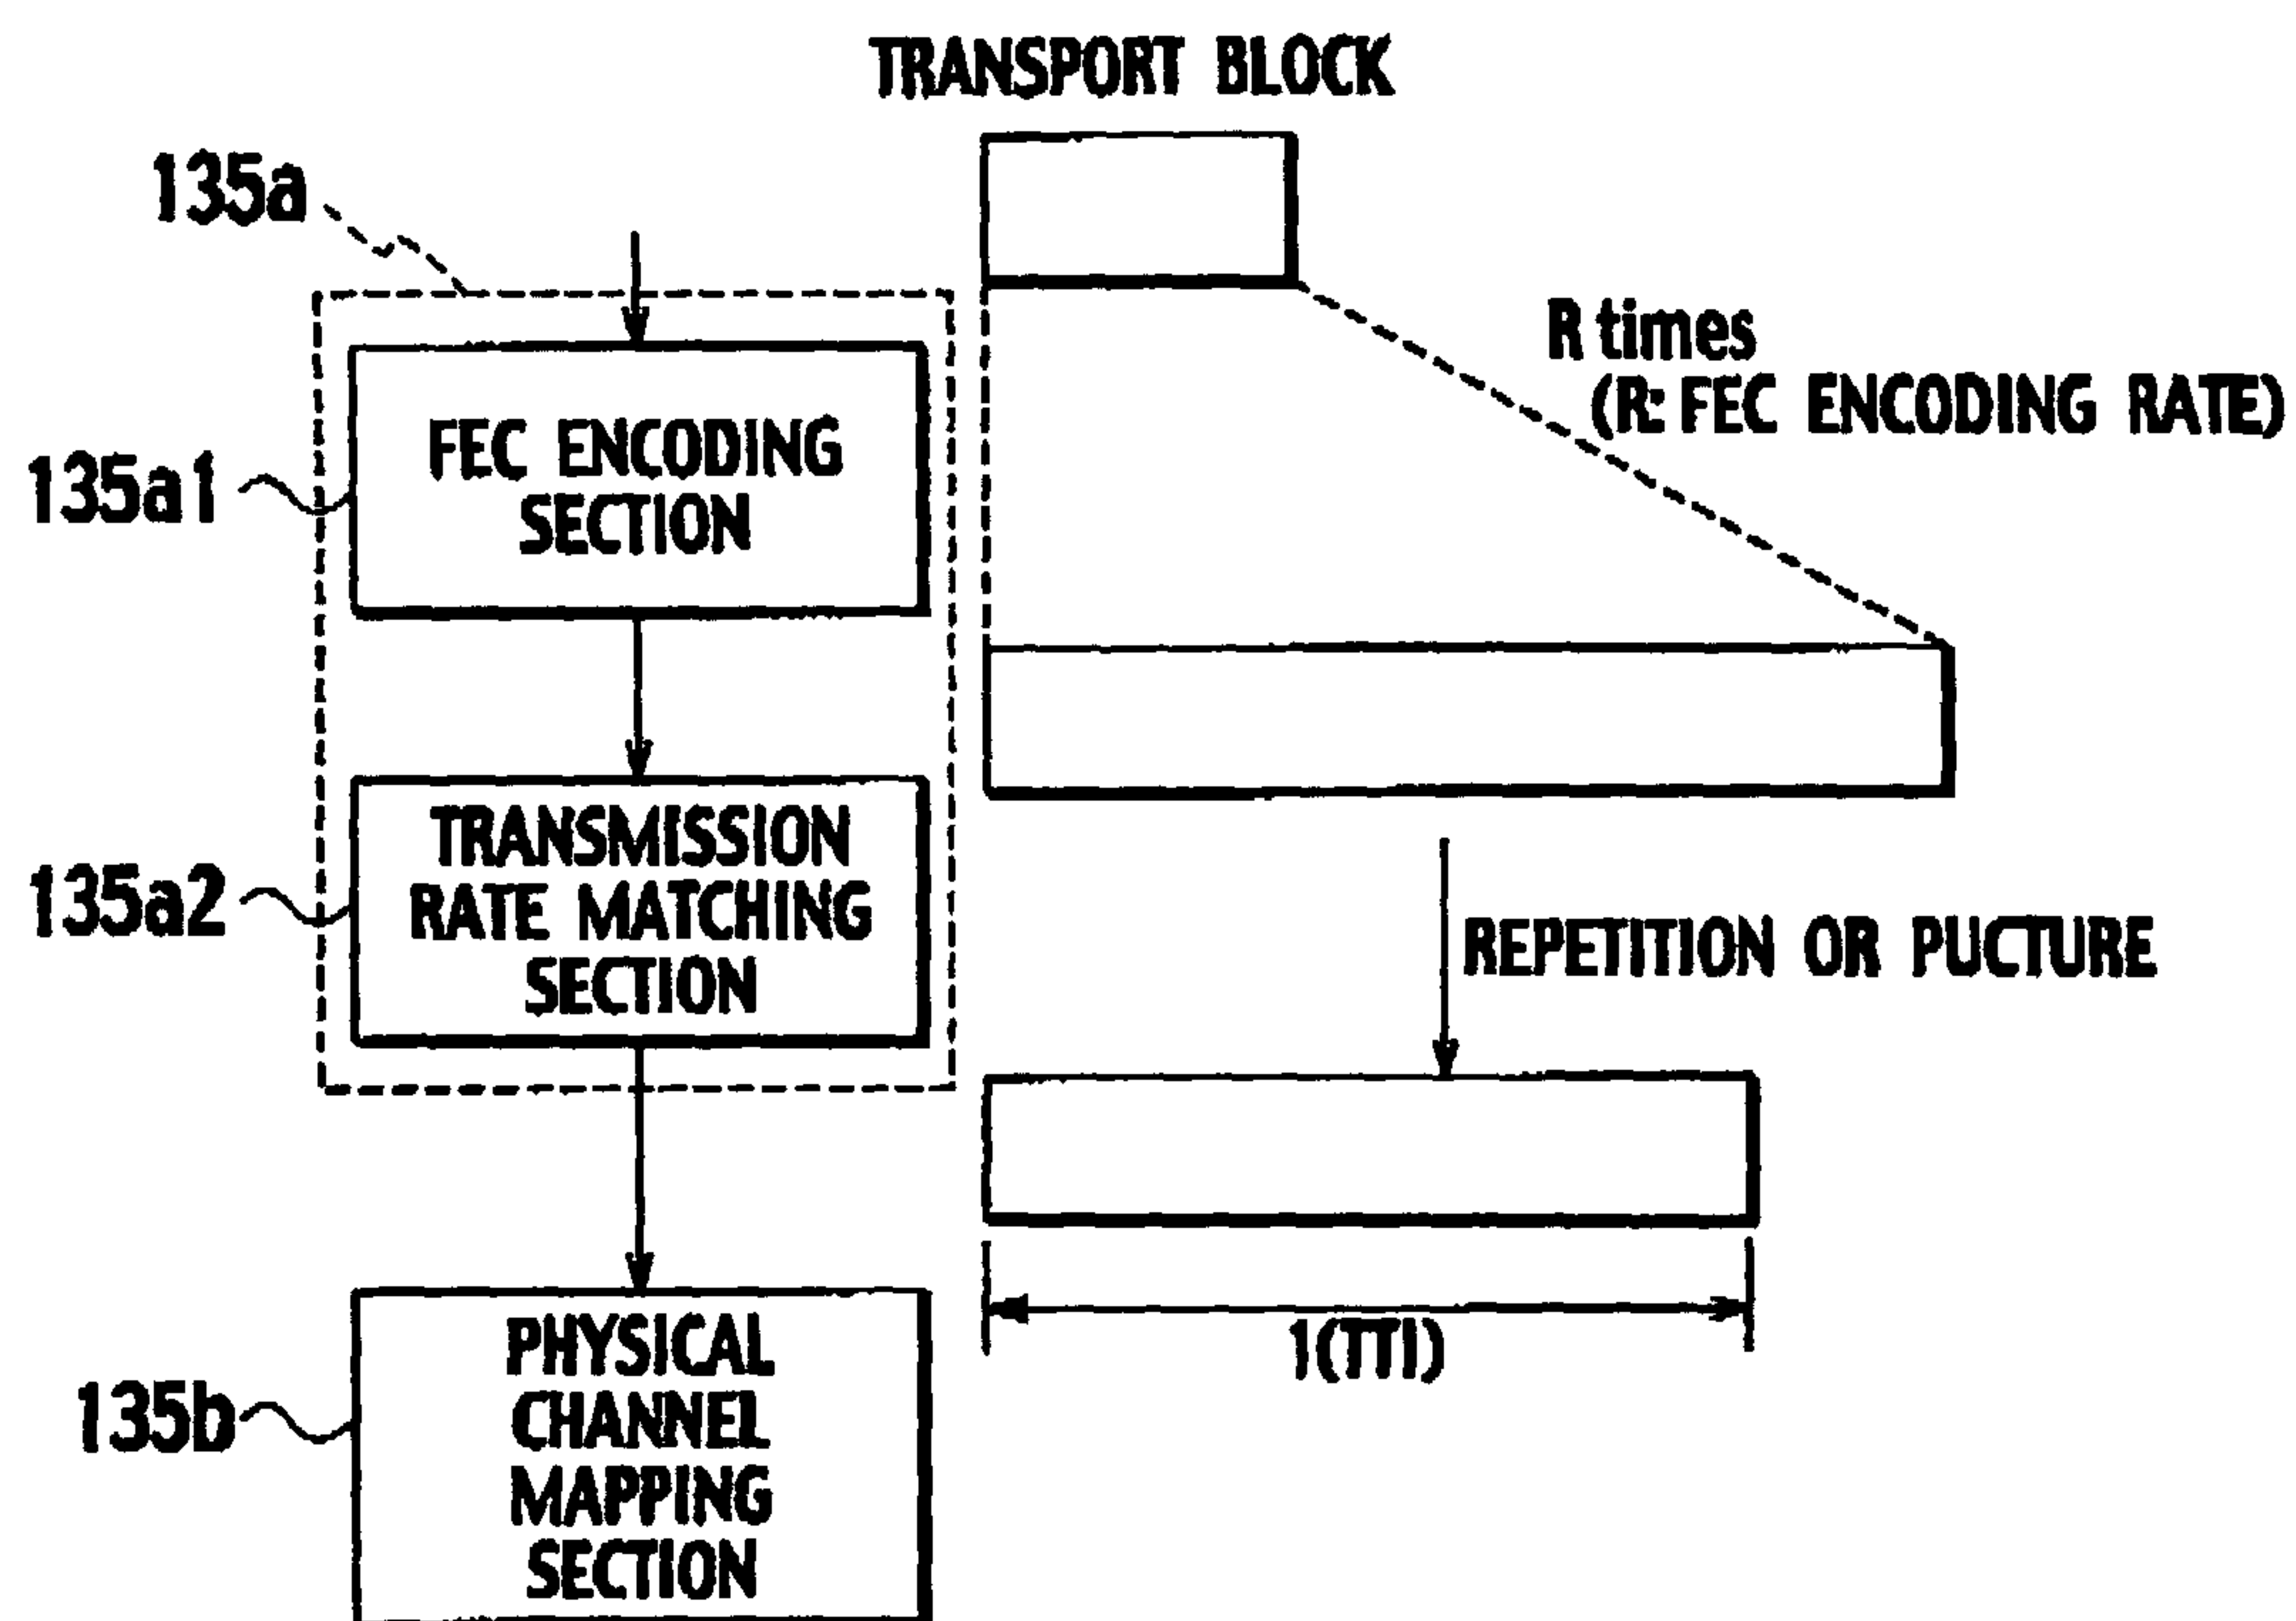 TRANSPORT BLOCK
135a
R times
(R: FEC ENCODING RATE)
135a1
FEC ENCODING
SECTION
135a2
TRANSMISSION
RATE MATCHING
SECTION
REPETITION OR PUCTURE
1(TTI)
135b
PHYSICAL
CHANNEL
MAPPING
SECTION